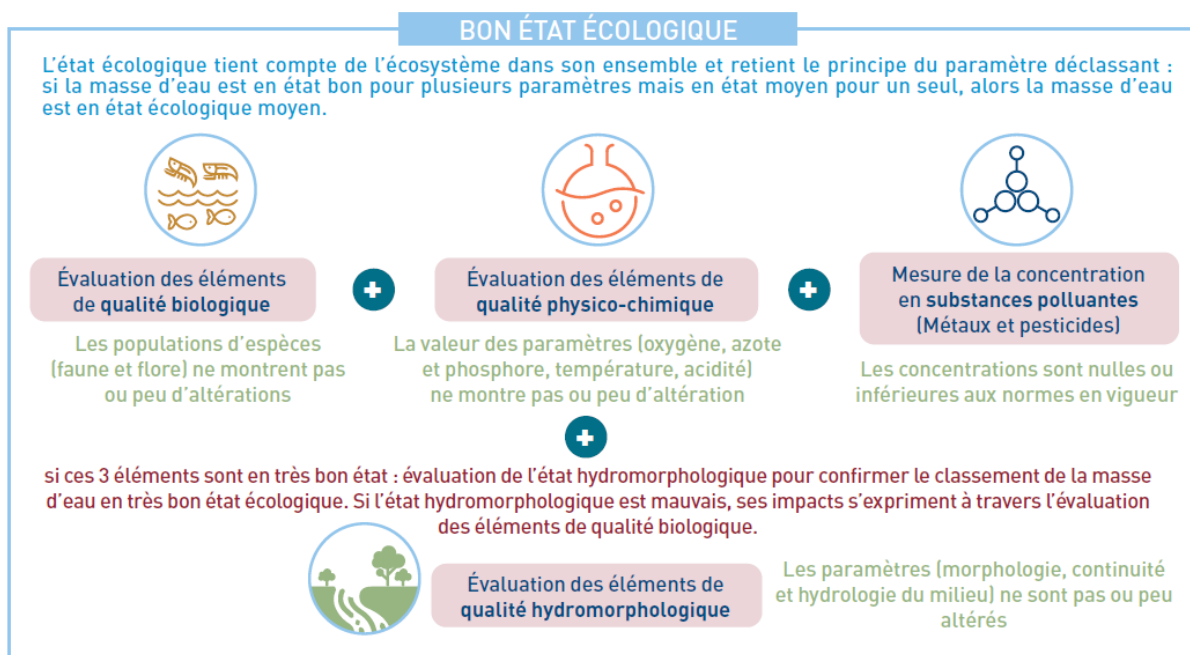 BON ÉTAT ÉCOLOGIQUE
L’état écologique tient compte de l’écosystème dans son ensemble et retient le principe du paramètre déclassant :
si la masse d’eau est en état bon pour plusieurs paramètres mais en état moyen pour un seul, alors la masse d’eau
est en état écologique moyen.
Évaluation des éléments
de qualité biologique
Les populations d’espèces
(faune et flore) ne montrent pas
ou peu d’altérations
Évaluation des éléments de
qualité physico-chimique
La valeur des paramètres (oxygène, azote
et phosphore, température, acidité)
ne montre pas ou peu d’altération
Mesure de la concentration
en substances polluantes
(Métaux et pesticides)
Les concentrations sont nulles ou
inférieures aux normes en vigueur
si ces 3 éléments sont en très bon état : évaluation de l’état hydromorphologique pour confirmer le classement de la masse
d’eau en très bon état écologique. Si l’état hydromorphologique est mauvais, ses impacts s’expriment à travers l’évaluation
des éléments de qualité biologique.
Évaluation des éléments de
qualité hydromorphologique
Les paramètres (morphologie, continuité
et hydrologie du milieu) ne sont pas ou peu
altérés